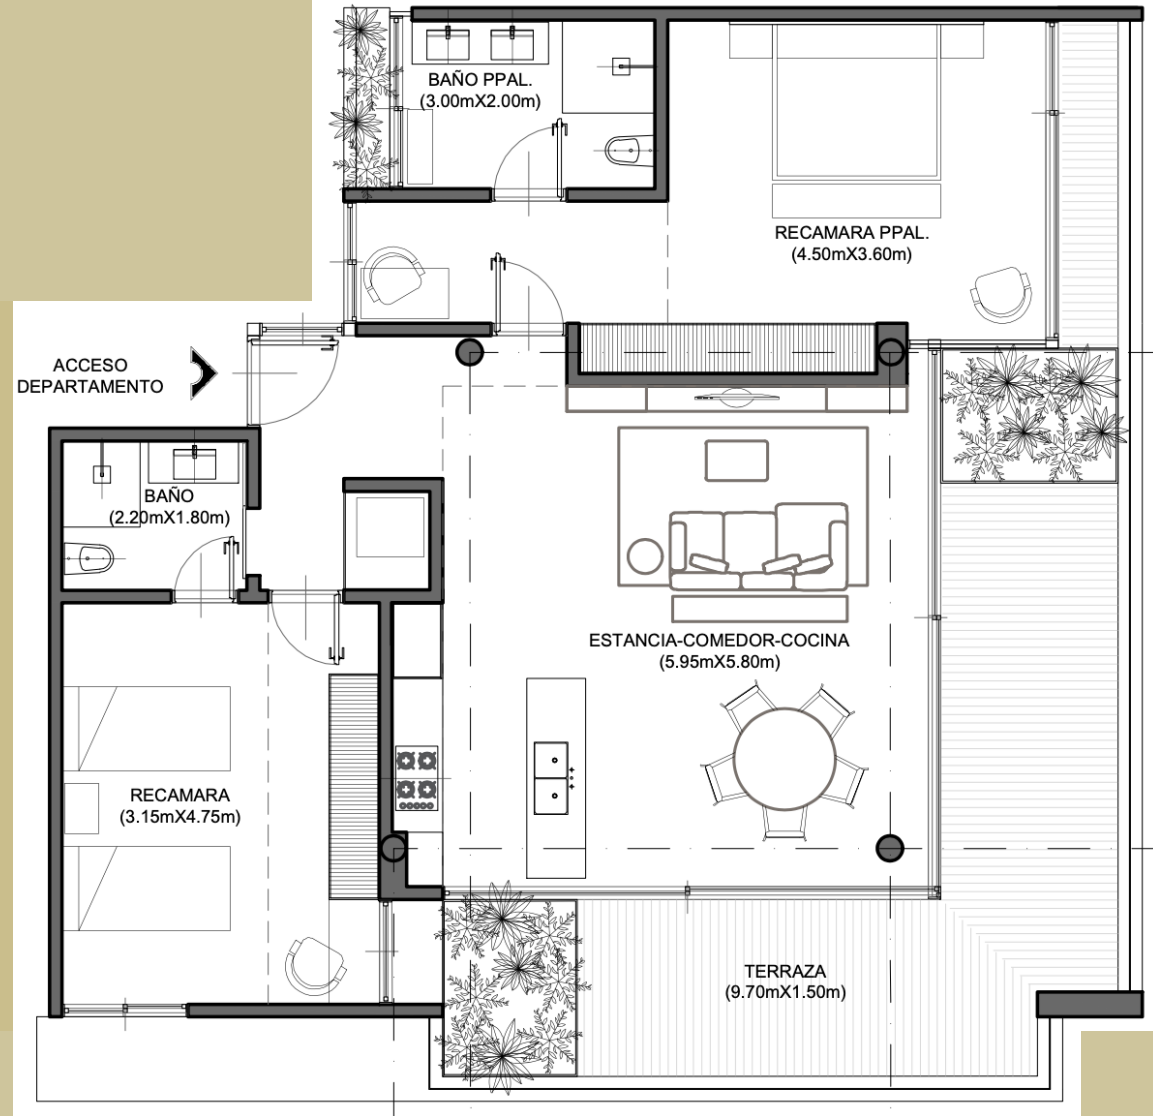 BAÑO PPAL.
(3.00mX2.00m)
RECAMARA PPAL.
(4.50mX3.60m)
ACCESO
DEPARTAMENTO
BAÑO
(2.20mX1.80m)
ESTANCIA-COMEDOR-COCINA
(5.95mX5.80m)
RECAMARA
(3.15mX4.75m)
TERRAZA
(9.70mX1.50m)